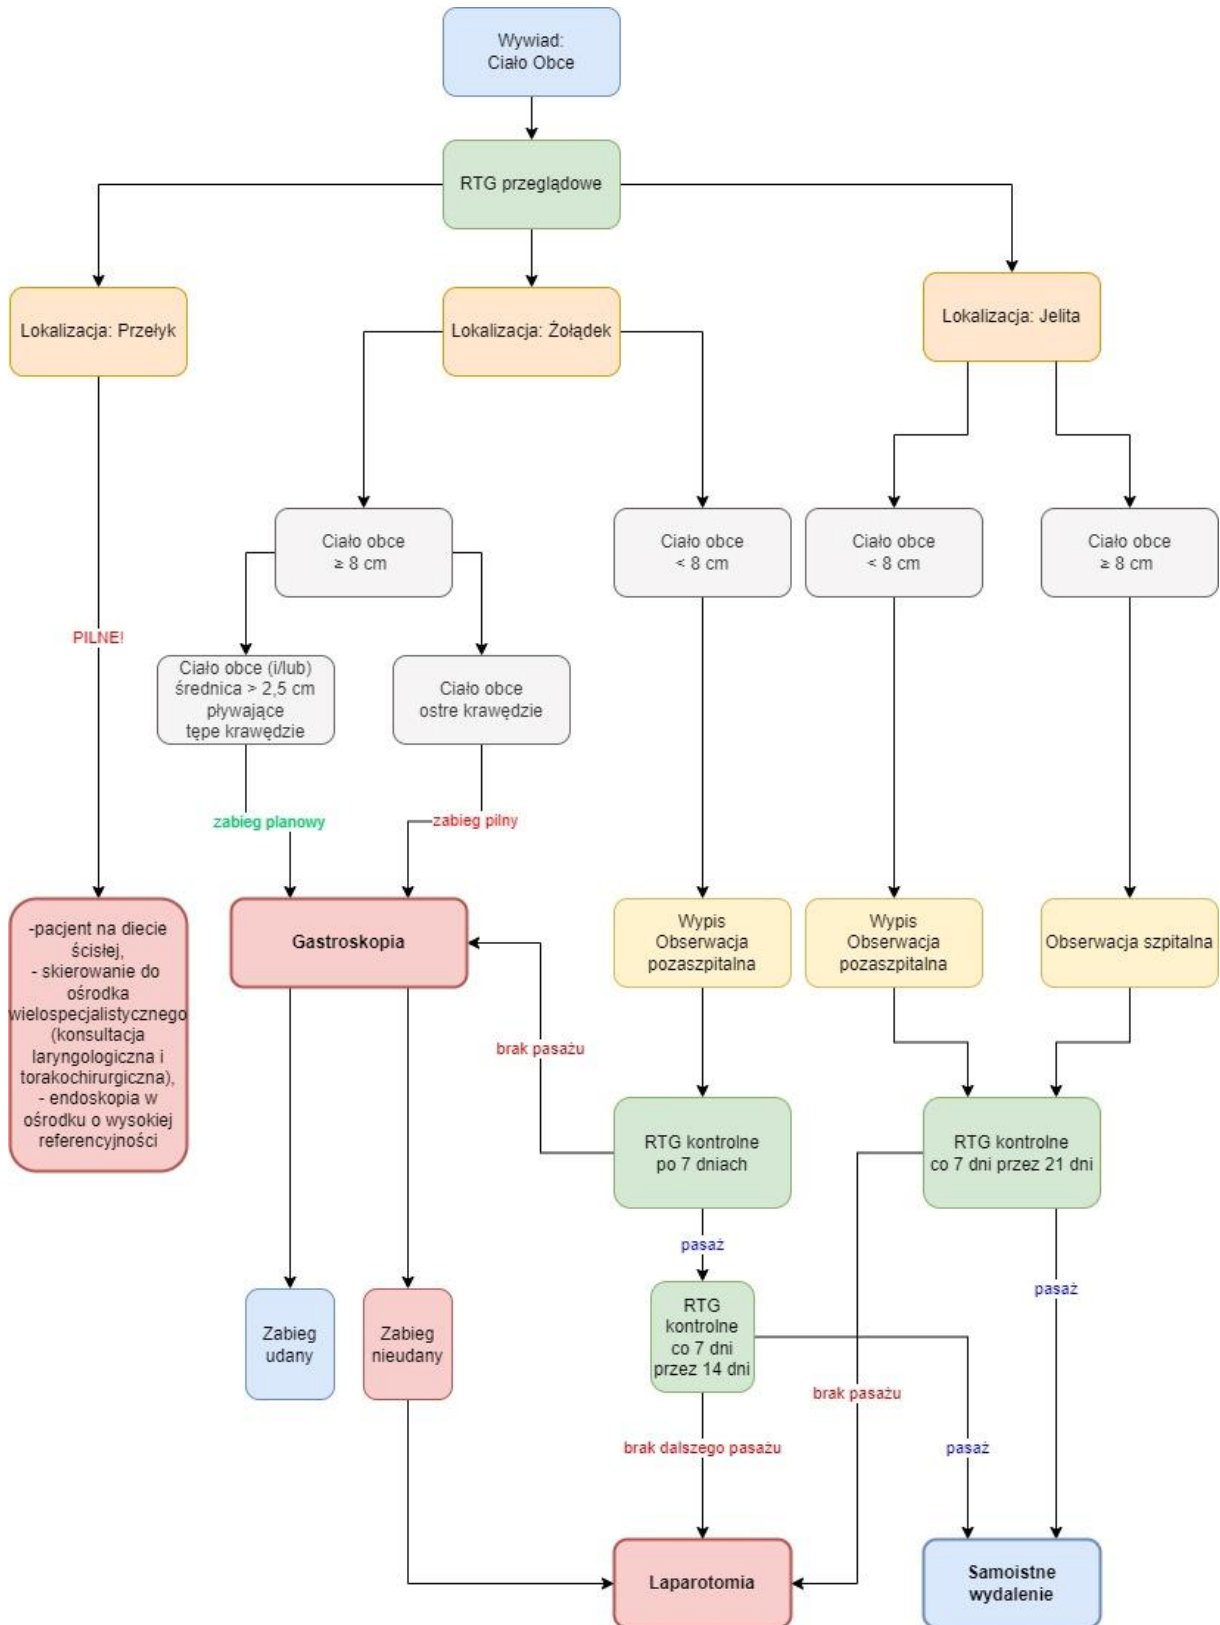 Wywiad:
Ciało Obce
RTG przeglądowe
Lokalizacja: Przełyk
Lokalizacja: Żołądek
Lokalizacja: Jelita
Ciało obce
≥ 8 cm
Ciało obce
< 8 cm
Ciało obce
< 8 cm
Ciało obce
≥ 8 cm
PILNE!
Ciało obce (i/lub)
średnica > 2,5 cm
pływające
tępe krawędzie
Ciało obce
ostre krawędzie
zabieg planowy
zabieg pilny
-pacjent na diecie
ścisłej,
- skierowanie do
ośrodka
wielospecjalistycznego
(konsultacja
laryngologiczna i
torakochirurgiczna),
- endoskopia w
ośrodku o wysokiej
referencyjności
Gastroskopia
Wypis
Obserwacja
pozaszpitalna
Wypis
Obserwacja
pozaszpitalna
Obserwacja szpitalna
brak pasażu
RTG kontrolne
po 7 dniach
RTG kontrolne
co 7 dni przez 21 dni
pasaż
pasaż
Zabieg
udany
Zabieg
nieudany
RTG
kontrolne
co 7 dni
przez 14 dni
brak pasażu
brak dalszego pasażu
pasaż
Laparotomia
Samoistne
wydalenie